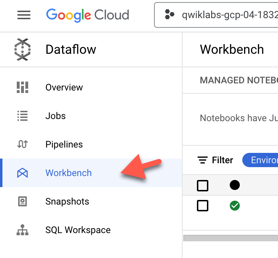 Google Cloud
qwiklabs-gcp-04-1832
Dataflow
Workbench
Overview
Jobs
Pipelines
Workbench
Snapshots
SQL Workspace
MANAGED NOTEB
Notebooks have Ju
Filter
Enviro